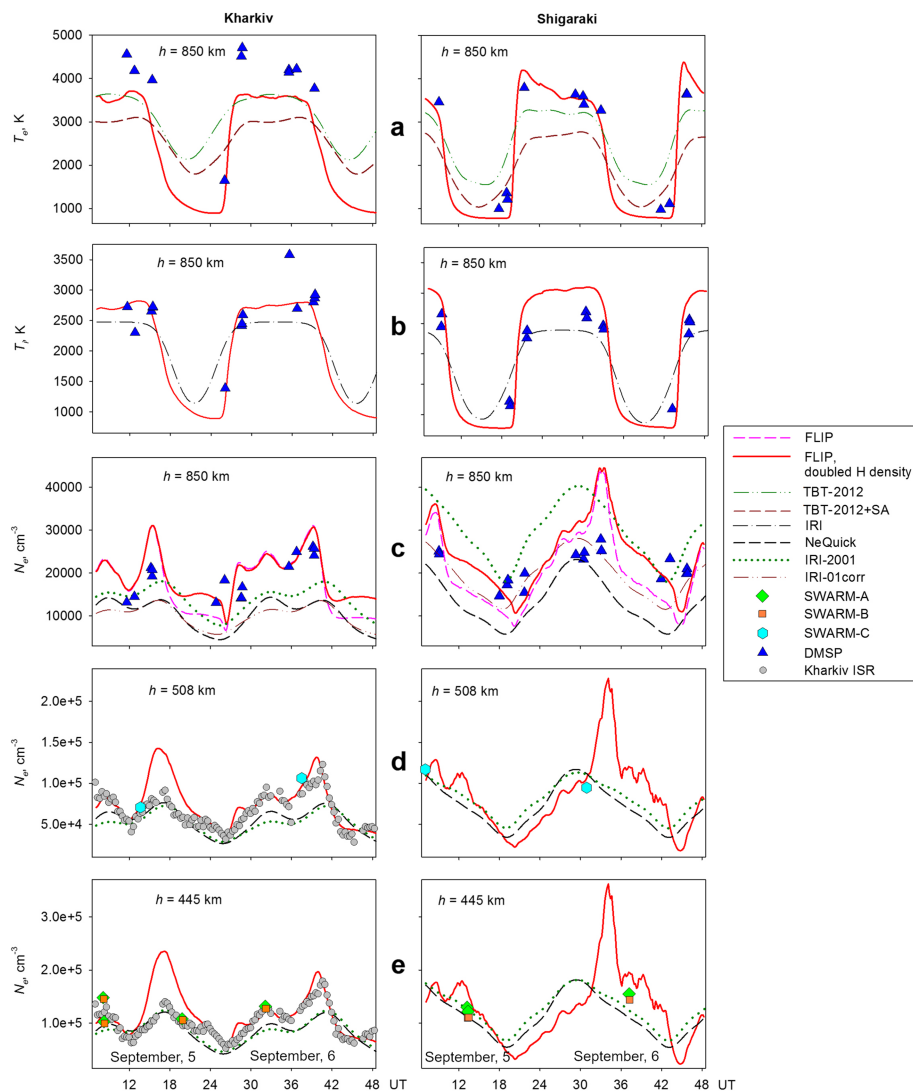 Kharkiv
Shigaraki
5000
4000
3000
2000
1000
Te, K
h = 850 km
h = 850 km
a
3500
3000
2500
2000
1500
1000
Ti, K
h = 850 km
h = 850 km
b
40000
30000
20000
10000
Ne, cm-3
h = 850 km
h = 850 km
c
FLIP
FLIP,
doubled H density
TBT-2012
TBT-2012+SA
IRI
NeQuick
IRI-2001
IRI-01corr
SWARM-A
SWARM-B
SWARM-C
DMSP
Kharkiv ISR
2.0e+5
1.5e+5
1.0e+5
5.0e+4
Ne, cm-3
h = 508 km
h = 508 km
d
3.0e+5
2.0e+5
1.0e+5
Ne, cm-3
h = 445 km
h = 445 km
e
September, 5
September, 6
September, 5
September, 6
12 18 24 30 36 42 48 UT
12 18 24 30 36 42 48 UT